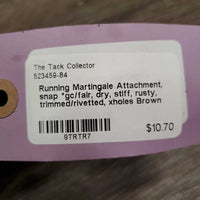 The Tack Collector
523459-84
Running Martingale Attachment,
snap *gc/fair, dry, stiff, rusty,
trimmed/rivetted, xholes Brown
$10.70
9TRTR7